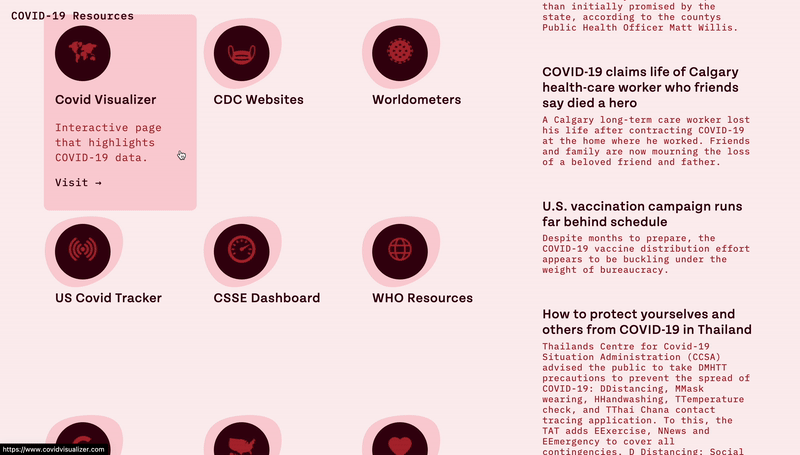 COVID-19 Resources
Covid Visualizer
Interactive page
that highlights
COVID-19 data.
Visit →
CDC Websites
Worldometers
US Covid Tracker
CSSE Dashboard
WHO Resources
than initially promised by the
state, according to the countys
Public Health Officer Matt Willis.
COVID-19 claims life of Calgary
health-care worker who friends
say died a hero
A Calgary long-term care worker lost
his life after contracting COVID-19
at the home where he worked. Friends
and family are now mourning the loss
of a beloved friend and father.
U.S. vaccination campaign runs
far behind schedule
Despite months to prepare, the
COVID-19 vaccine distribution effort
appears to be buckling under the
weight of bureaucracy.
How to protect yourselves and
others from COVID-19 in Thailand
Thailands Centre for Covid-19
Situation Administration (CCSA)
advised the public to take DMHTT
precautions to prevent the spread of
COVID-19: DDistancing, MMask
wearing, HHandwashing, TTemperature
check, and TThai Chana contact
tracing application. To this, the
TAT adds EExercise, NNews and
EEmergency to cover all
contingencies. D Distancing: Social
https://www.covidvisualizer.com